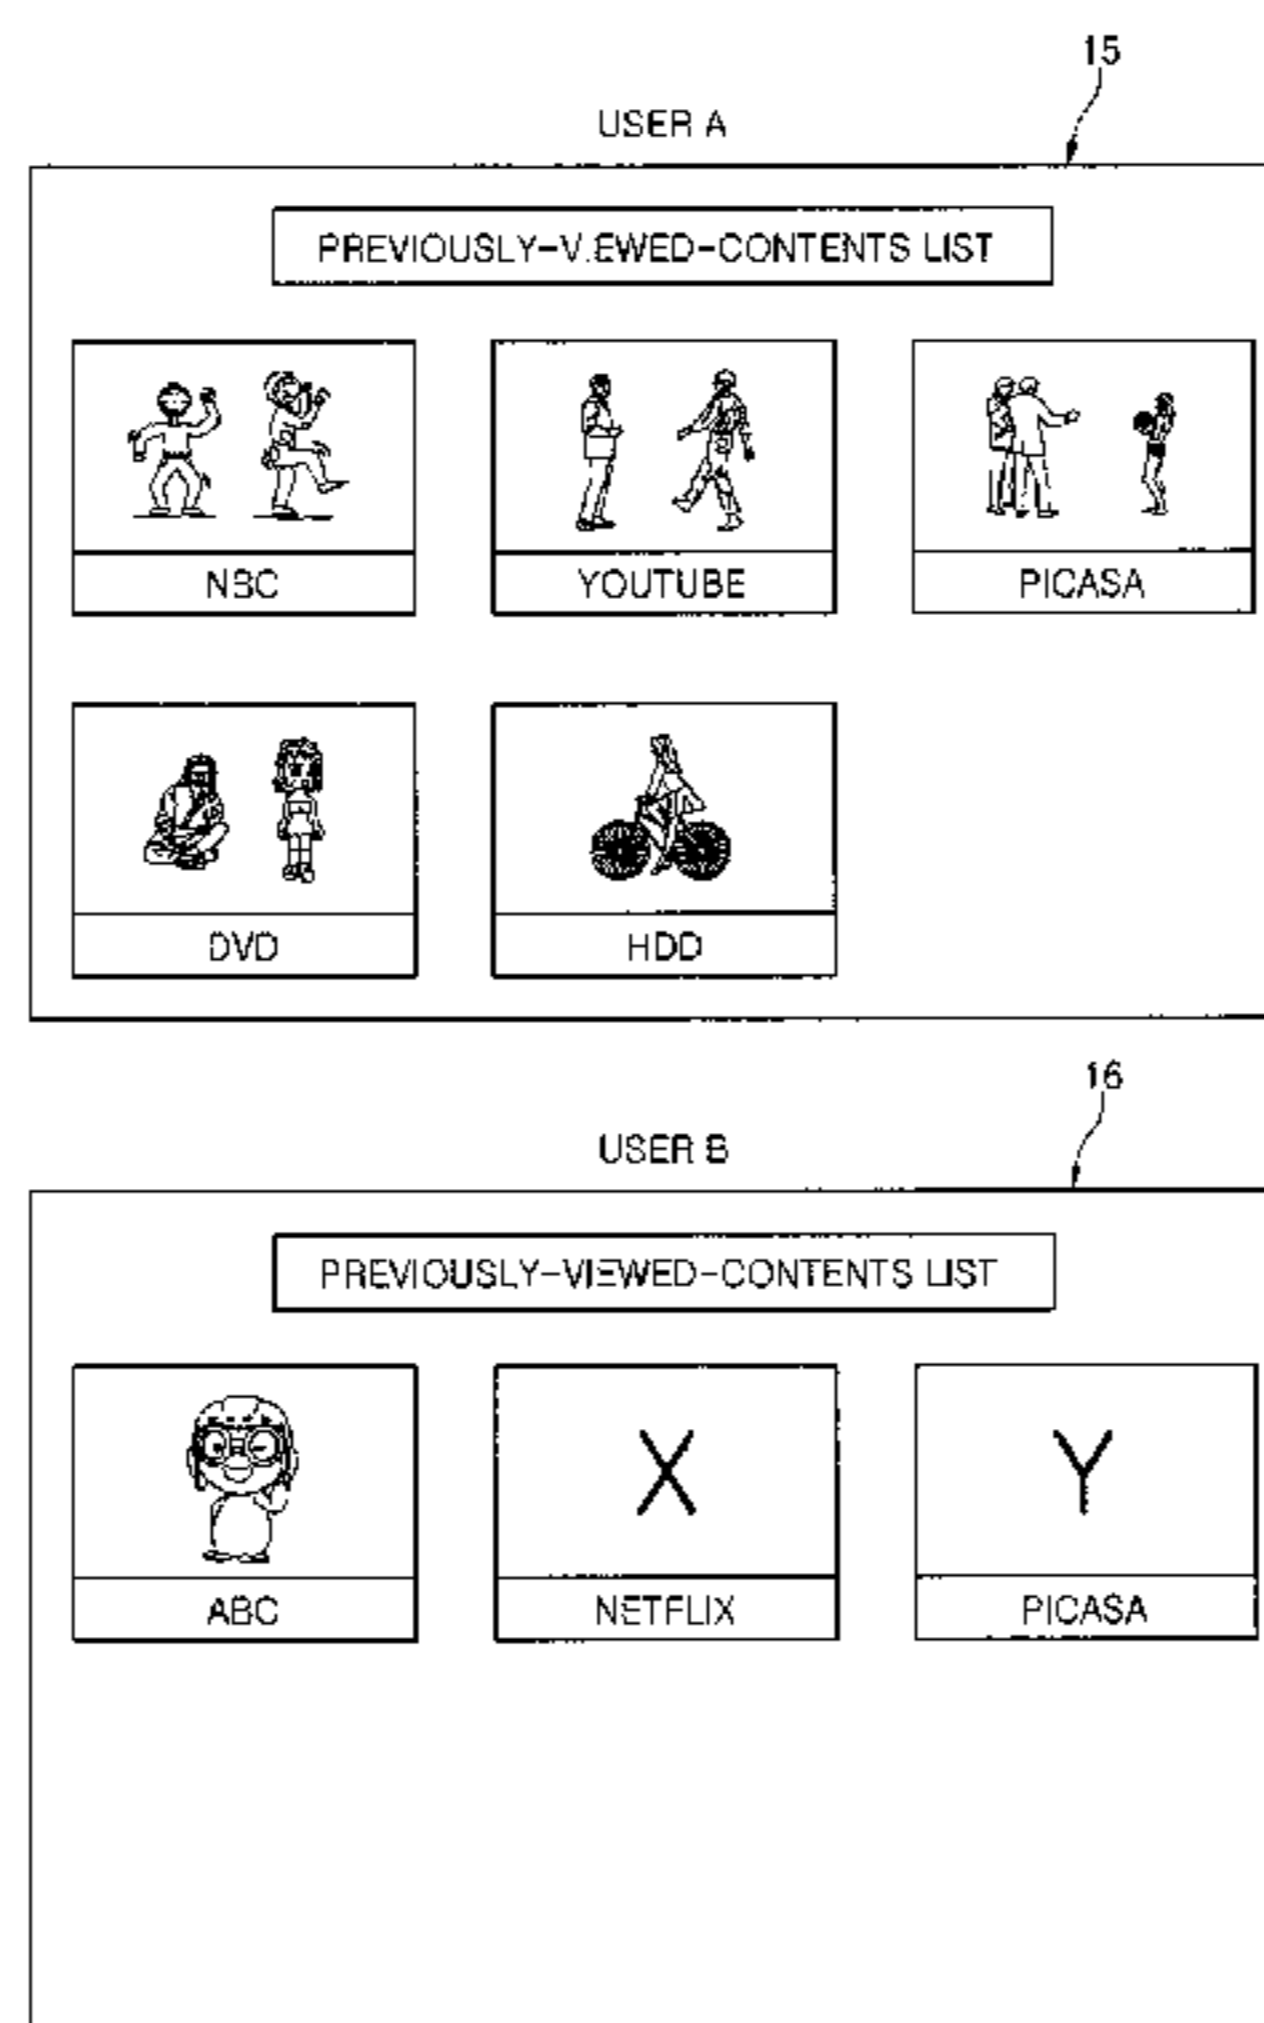 15
USER A
PREVIOUSLY-VIEWED-CONTENTS LIST
NBC
YOUTUBE
PICASA
DVD
HDD
16
USER B
PREVIOUSLY-VIEWED-CONTENTS LIST
ABC
X
NETFLIX
Y
PICASA